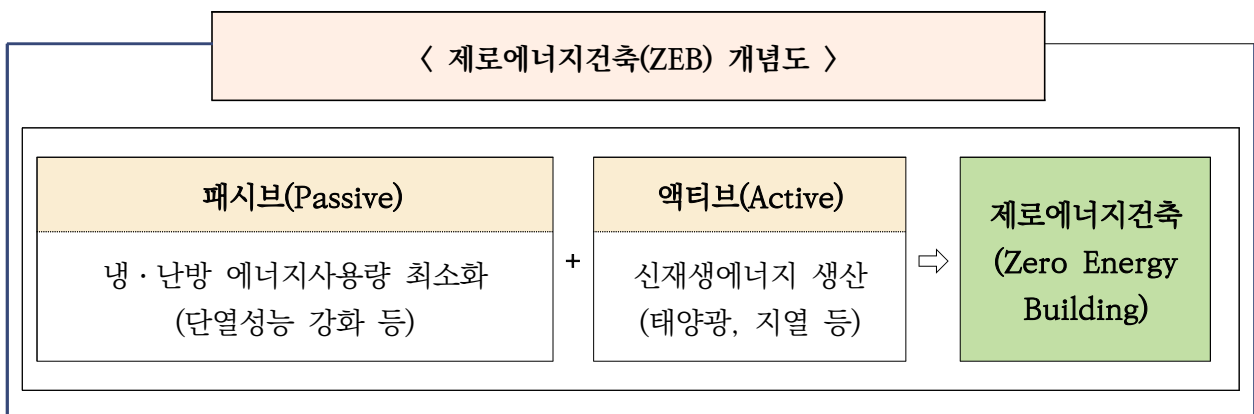 〈 제로에너지건축(ZEB) 개념도 〉
패시브(Passive)
냉·난방 에너지사용량 최소화
(단열성능 강화 등)
+
액티브(Active)
신재생에너지 생산
(태양광, 지열 등)
⇨
제로에너지건축
(Zero Energy
Building)